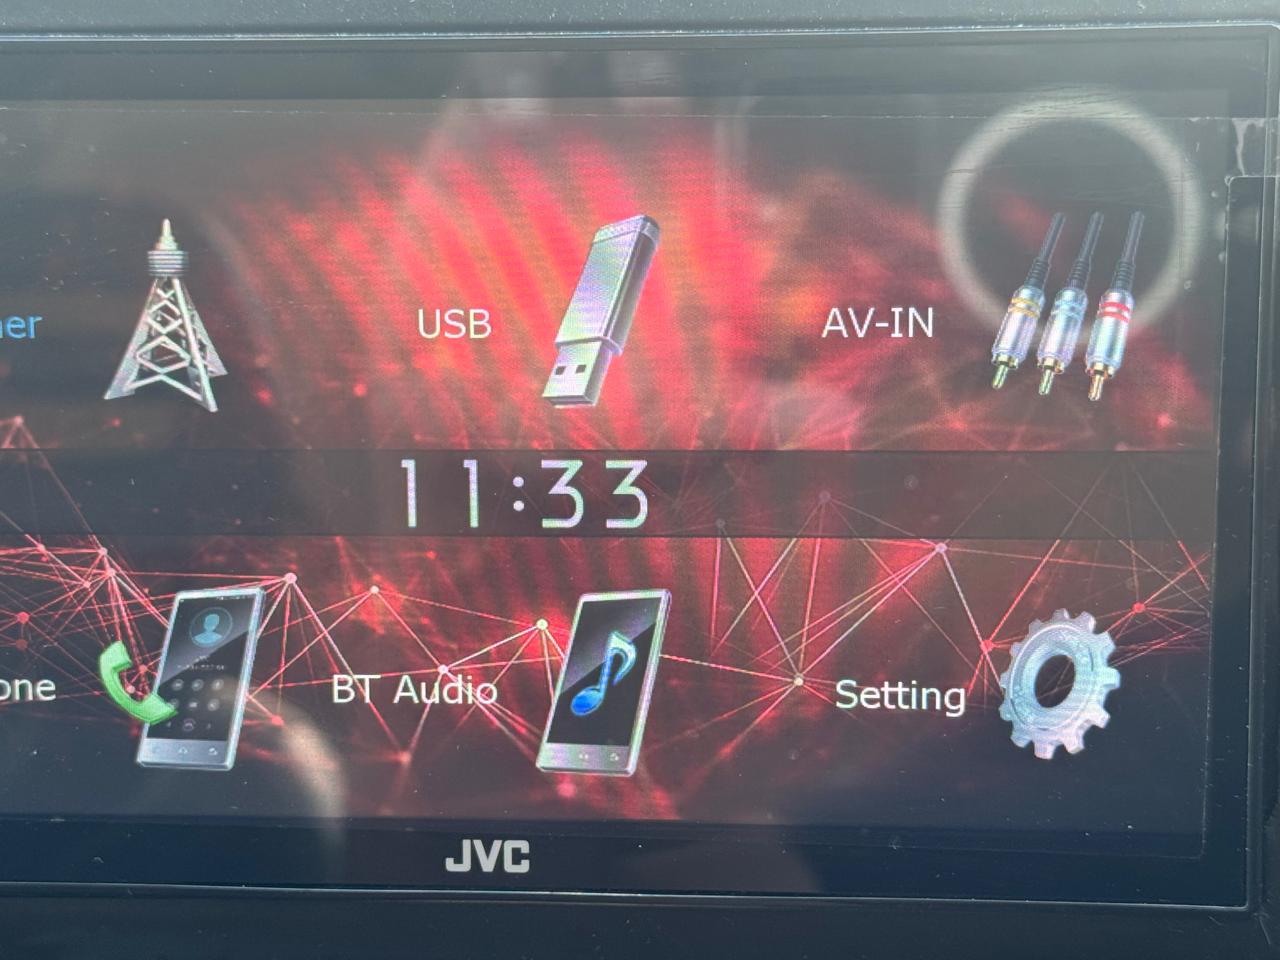 ner
USB
AV-IN
11:33
one
BT Audio
Setting
JVC